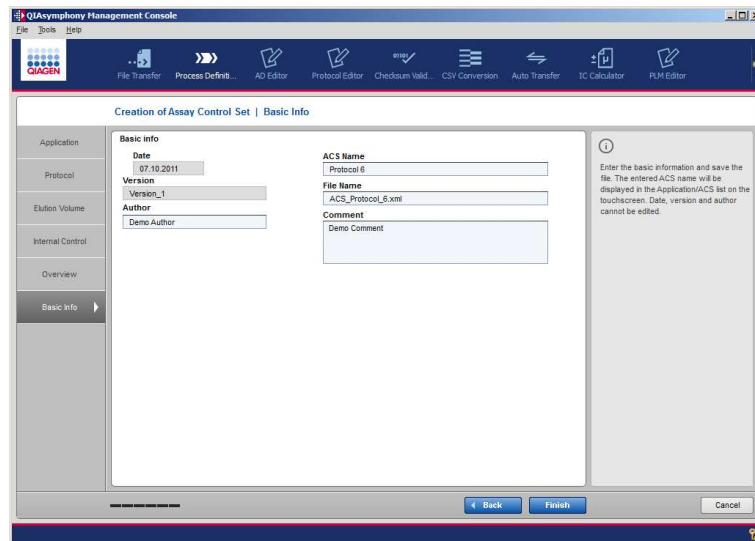 QIAsymphony Management Console
File Tools Help
QIAGEN
File Transfer
Process Definiti...
AD Editor
Protocol Editor
Checksum Valid...
CSV Conversion
Auto Transfer
IC Calculator
PLM Editor
Creation of Assay Control Set | Basic Info
Application
Protocol
Elution Volume
Internal Control
Overview
Basic Info
Basic info
Date
07.10.2011
Version
Version_1
Author
Demo Author
ACS Name
Protocol 6
File Name
ACS_Protocol_6.xml
Comment
Demo Comment
Enter the basic information and save the
file. The entered ACS name will be
displayed in the Application/ACS list on the
touchscreen. Date, version and author
cannot be edited.
Back
Finish
Cancel